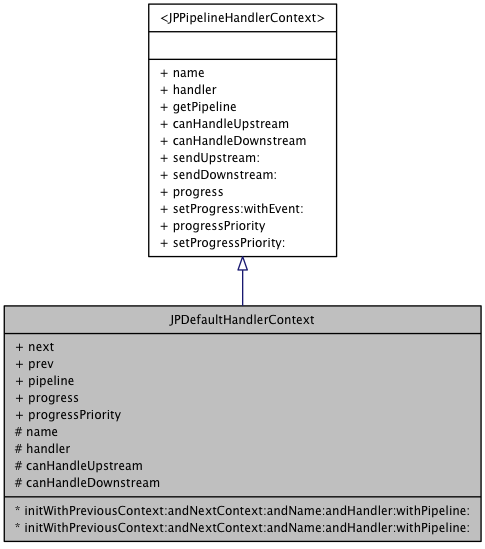 <JPPipelineHandlerContext>
+ name
+ handler
+ getPipeline
+ canHandleUpstream
+ canHandleDownstream
+ sendUpstream:
+ sendDownstream:
+ progress
+ setProgress:withEvent:
+ progressPriority
+ setProgressPriority:
JPDefaultHandlerContext
+ next
+ prev
+ pipeline
+ progress
+ progressPriority
# name
# handler
# canHandleUpstream
# canHandleDownstream
* initWithPreviousContext:andNextContext:andName:andHandler:withPipeline:
* initWithPreviousContext:andNextContext:andName:andHandler:withPipeline: